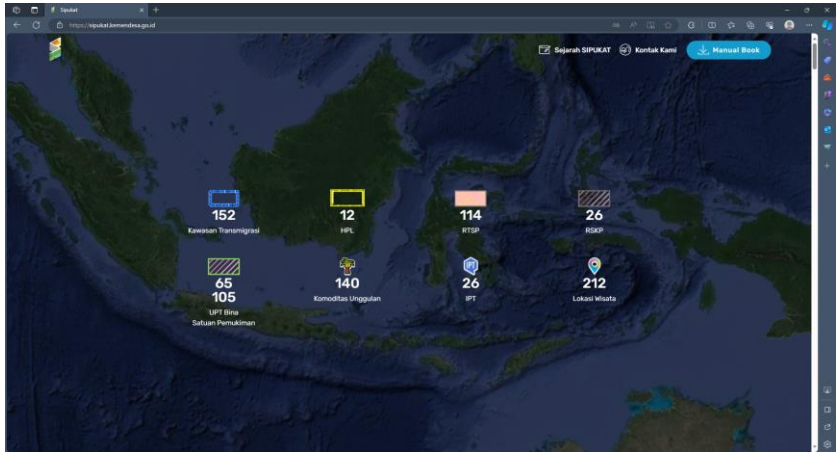 Sipukat
https://sipukat.kemendesa.go.id
Sejarah SIPUKAT
Kontak Kami
Manual Book
152
Kawasan Transmigrasi
12
HPL
114
RTSP
26
RSKP
65
105
UPT Bina
Satuan Pemukiman
140
Komoditas Unggulan
IPT
26
IPT
212
Lokasi Wisata